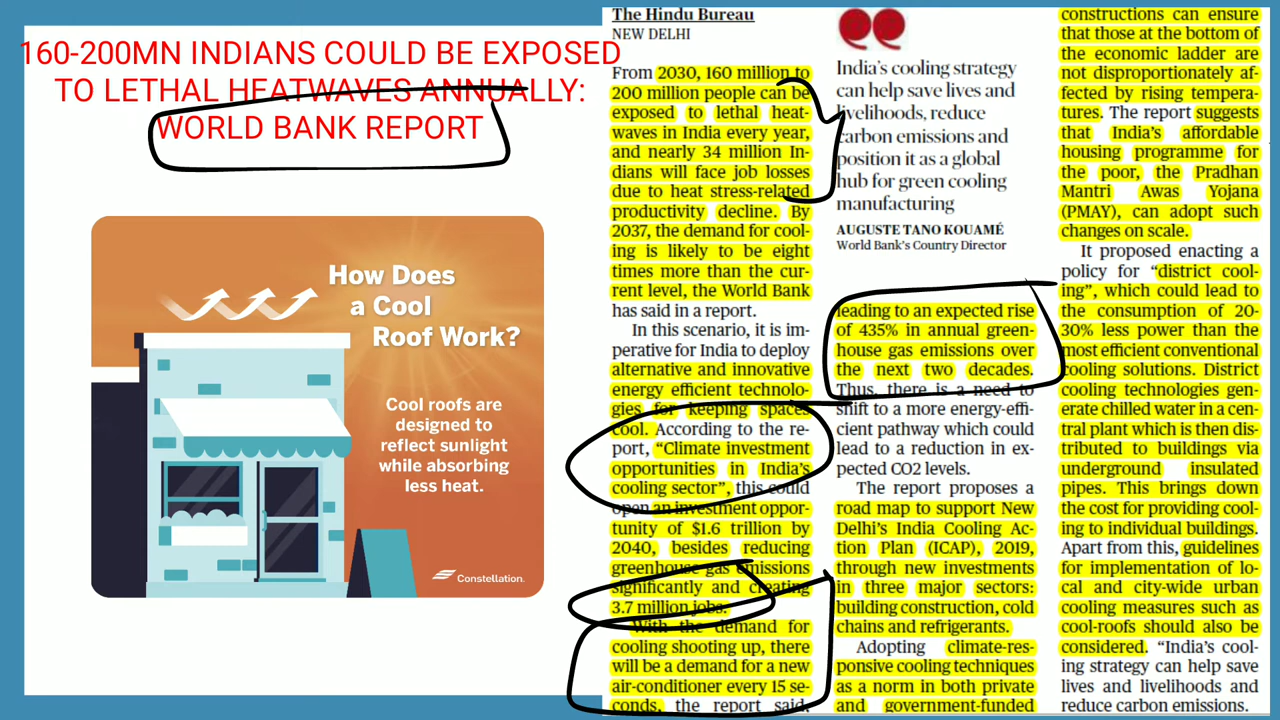 160-200MN INDIANS COULD BE EXPOSED
TO LETHAL HEATWAVES ANNUALLY:
WORLD BANK REPORT
How Does
a Cool
Roof Work?
Cool roofs are
designed to
reflect sunlight
while absorbing
less heat.
Constellation.
The Hindu Bureau
NEW DELHI
From 2030, 160 million to
200 million people can be
exposed to lethal heat-
waves in India every year,
and nearly 34 million In-
dians will face job losses
due to heat stress-related
productivity decline. By
2037, the demand for cool-
ing is likely to be eight
times more than the cur-
rent level, the World Bank
has said in a report.
In this scenario, it is im-
perative for India to deploy
alternative and innovative
energy efficient technolo-
gies for keeping spaces
cool. According to the re-
port, “Climate investment
opportunities in India’s
cooling sector”, this could
open an investment oppor-
tunity of $1.6 trillion by
2040, besides reducing
greenhouse gas emissions
significantly and creating
3.7 million jobs.
With the demand for
cooling shooting up, there
will be a demand for a new
air-conditioner every 15 se-
conds, the report said,
India’s cooling strategy
can help save lives and
livelihoods, reduce
carbon emissions and
position it as a global
hub for green cooling
manufacturing
AUGUSTE TANO KOUAMÉ
World Bank’s Country Director
leading to an expected rise
of 435% in annual green-
house gas emissions over
the next two decades.
Thus, there is a need to
shift to a more energy-effi-
cient pathway which could
lead to a reduction in ex-
pected CO2 levels.
The report proposes a
road map to support New
Delhi’s India Cooling Ac-
tion Plan (ICAP), 2019,
through new investments
in three major sectors:
building construction, cold
chains and refrigerants.
Adopting climate-res-
ponsive cooling techniques
as a norm in both private
and government-funded
constructions can ensure
that those at the bottom of
the economic ladder are
not disproportionately af-
fected by rising tempera-
tures. The report suggests
that India’s affordable
housing programme for
the poor, the Pradhan
Mantri Awas Yojana
(PMAY), can adopt such
changes on scale.
It proposed enacting a
policy for “district cool-
ing”, which could lead to
the consumption of 20-
30% less power than the
most efficient conventional
cooling solutions. District
cooling technologies gen-
erate chilled water in a cen-
tral plant which is then dis-
tributed to buildings via
underground insulated
pipes. This brings down
the cost for providing cool-
ing to individual buildings.
Apart from this, guidelines
for implementation of lo-
cal and city-wide urban
cooling measures such as
cool-roofs should also be
considered. “India’s cool-
ing strategy can help save
lives and livelihoods and
reduce carbon emissions.